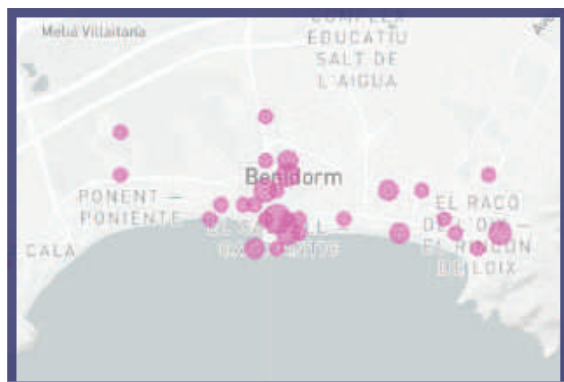 Meliá Villaitana
COMPLEX
EDUCATIU
SALT DE
L'AIGUA
Benidorm
PONENT —
PONIENTE
EL RACÓ
DE L'OIX —
EL RINCÓN
DE LOIX
CALA